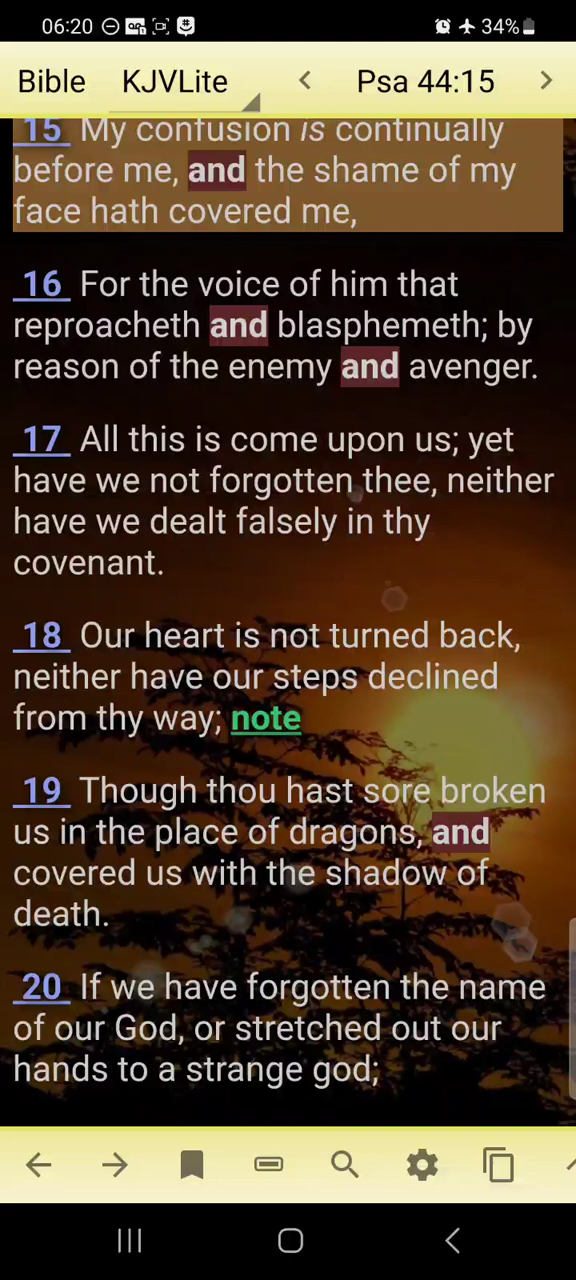 06:20 34%
Bible KJVLite < Psa 44:15 >
15 My confusion is continually
before me, and the shame of my
face hath covered me,
16 For the voice of him that
reproacheth and blasphemeth; by
reason of the enemy and avenger.
17 All this is come upon us; yet
have we not forgotten thee, neither
have we dealt falsely in thy
covenant.
18 Our heart is not turned back,
neither have our steps declined
from thy way; note
19 Though thou hast sore broken
us in the place of dragons, and
covered us with the shadow of
death.
20 If we have forgotten the name
of our God, or stretched out our
hands to a strange god;